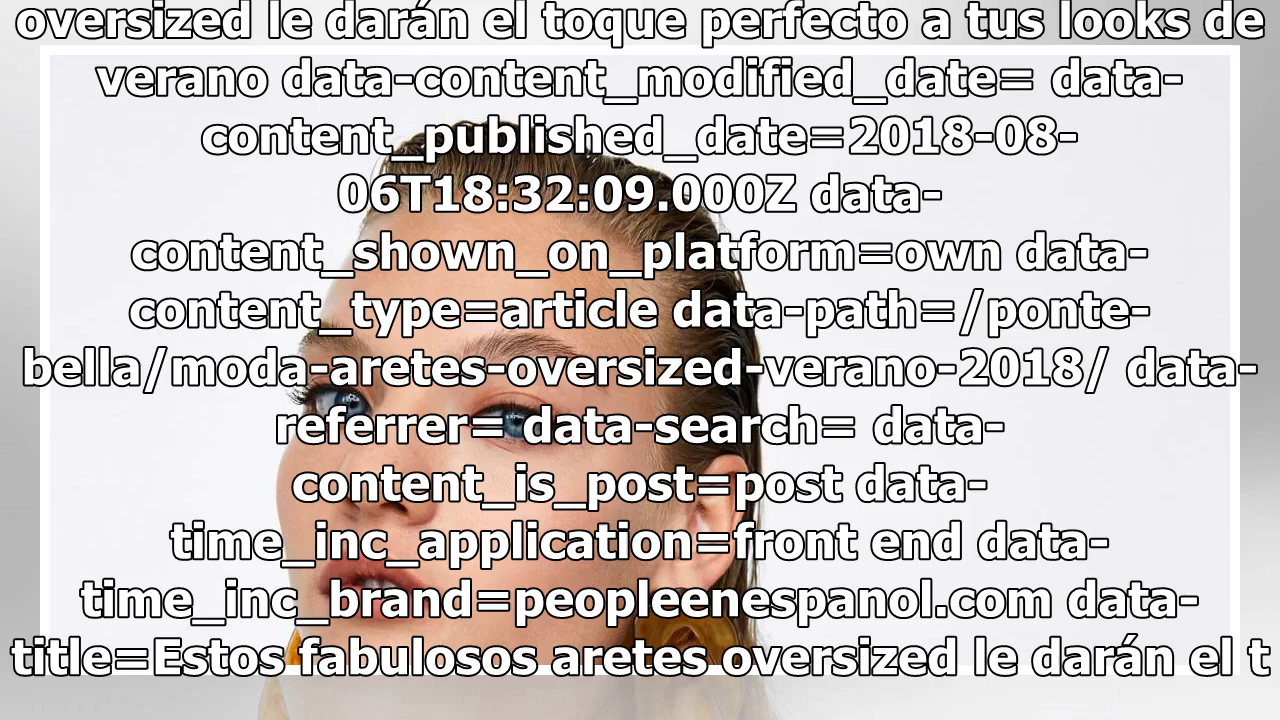 oversized le darán el toque perfecto a tus looks de
verano data-content_modified_date= data-
content_published_date=2018-08-
06T18:32:09.000Z data-
content_shown_on_platform=own data-
content_type=article data-path=/ponte-
bella/moda-aretes-oversized-verano-2018/ data-
referrer= data-search= data-
content_is_post=post data-
time_inc_application=front end data-
time_inc_brand=peopleenespanol.com data-
title=Estos fabulosos aretes oversized le darán el t